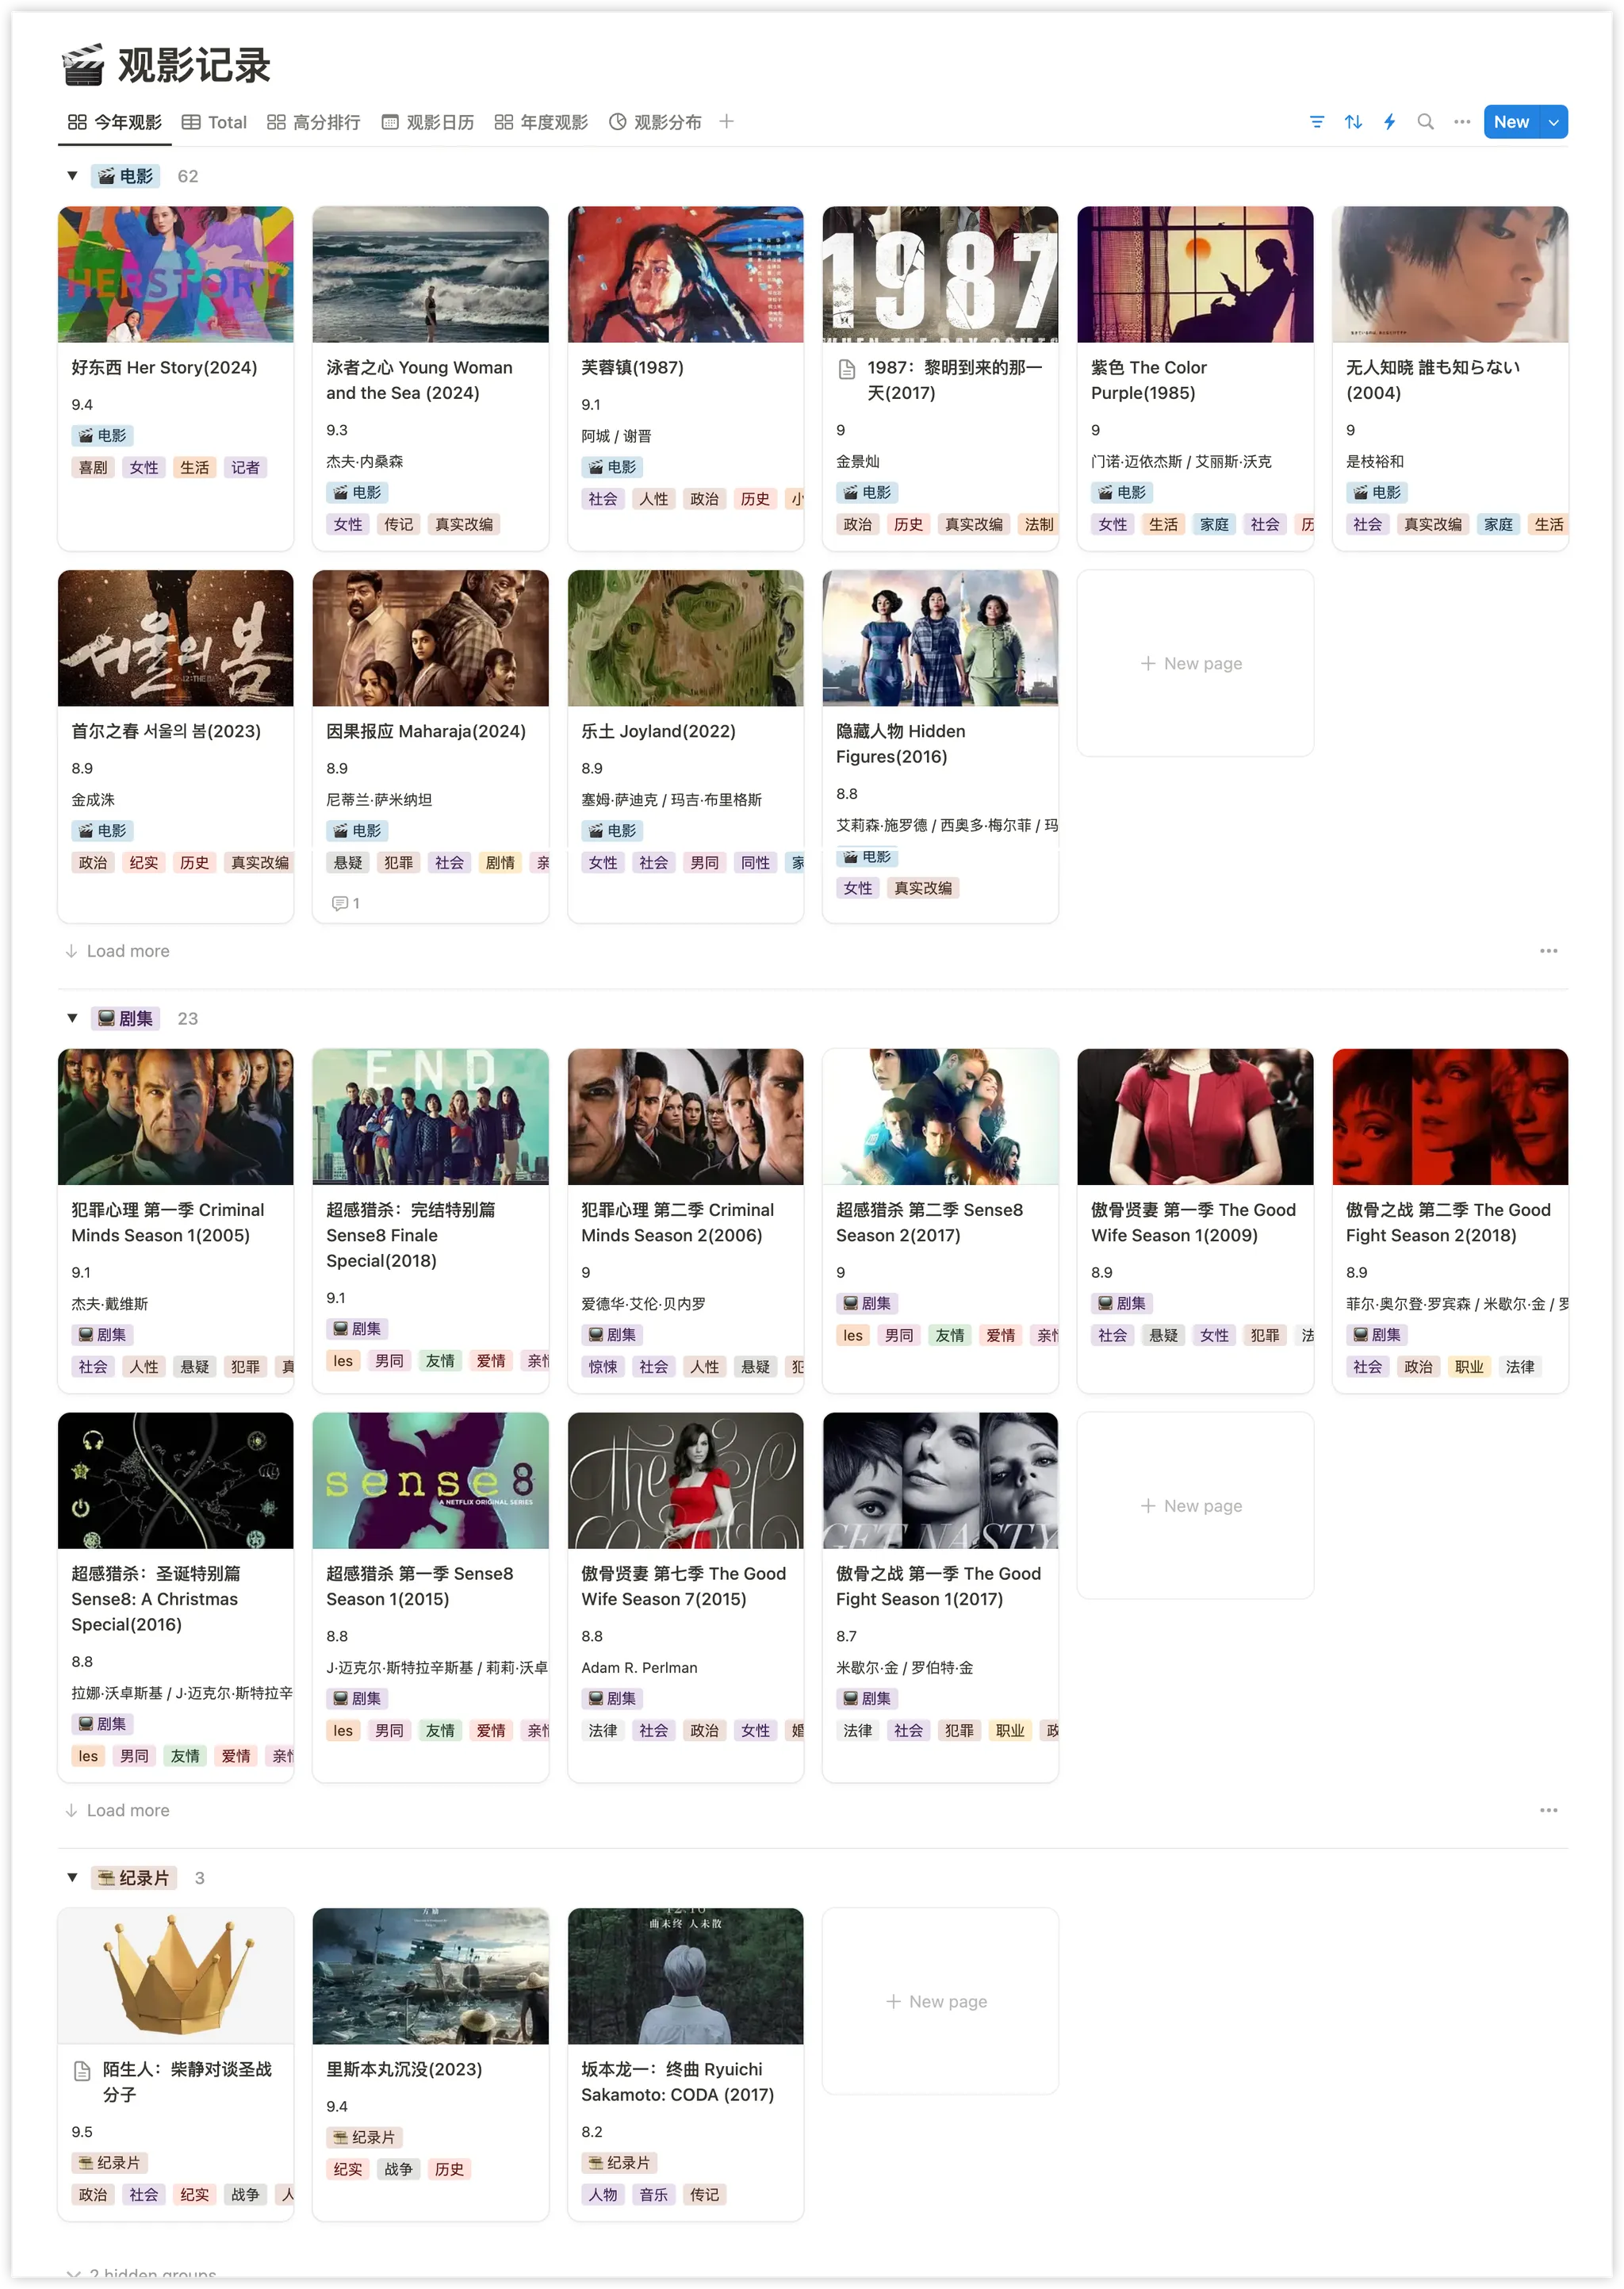 观影记录
今年观影 Total 高分排行 观影日历 年度观影 观影分布
New
电影 62
HERSTORY
1987
WHEN THE DAY COMES
好东西 Her Story(2024)
9.4
电影
喜剧 女性 生活 记者
泳者之心 Young Woman
and the Sea (2024)
9.3
杰夫·内桑森
电影
女性 传记 真实改编
芙蓉镇(1987)
9.1
阿城 / 谢晋
电影
社会 人性 政治 历史 小
1987：黎明到来的那一
天(2017)
9
金景灿
电影
政治 历史 真实改编 法制
紫色 The Color
Purple(1985)
9
门诺·迈依杰斯 / 艾丽斯·沃克
电影
女性 生活 家庭 社会 历
无人知晓 誰も知らない
(2004)
9
是枝裕和
电影
社会 真实改编 家庭 生活
서울의 봄
首尔之春 서울의 봄(2023)
8.9
金成洙
电影
政治 纪实 历史 真实改编
因果报应 Maharaja(2024)
8.9
尼蒂兰·萨米纳坦
电影
悬疑 犯罪 社会 剧情 亲
1
乐土 Joyland(2022)
8.9
塞姆·萨迪克 / 玛吉·布里格斯
电影
女性 社会 男同 同性 家
隐藏人物 Hidden
Figures(2016)
8.8
艾莉森·施罗德 / 西奥多·梅尔菲 / 玛
电影
女性 真实改编
New page
Load more
剧集 23
犯罪心理 第一季 Criminal
Minds Season 1(2005)
9.1
杰夫·戴维斯
剧集
社会 人性 悬疑 犯罪 真
END
超感猎杀：完结特别篇
Sense8 Finale
Special(2018)
9.1
剧集
les 男同 友情 爱情 亲情
犯罪心理 第二季 Criminal
Minds Season 2(2006)
9
爱德华·艾伦·贝内罗
剧集
惊悚 社会 人性 悬疑 犯
超感猎杀 第二季 Sense8
Season 2(2017)
9
剧集
les 男同 友情 爱情 亲情
傲骨贤妻 第一季 The Good
Wife Season 1(2009)
8.9
剧集
社会 悬疑 女性 犯罪 法
傲骨之战 第二季 The Good
Fight Season 2(2018)
8.9
菲尔·奥尔登·罗宾森 / 米歇尔·金 / 罗
剧集
社会 政治 职业 法律
超感猎杀：圣诞特别篇
Sense8: A Christmas
Special(2016)
8.8
拉娜·沃卓斯基 / J·迈克尔·斯特拉辛
剧集
les 男同 友情 爱情 亲情
sense8
A NETFLIX ORIGINAL SERIES
超感猎杀 第一季 Sense8
Season 1(2015)
8.8
J·迈克尔·斯特拉辛斯基 / 莉莉·沃卓
剧集
les 男同 友情 爱情 亲情
The Good
傲骨贤妻 第七季 The Good
Wife Season 7(2015)
8.8
Adam R. Perlman
剧集
法律 社会 政治 女性 婚
GET NASTY
傲骨之战 第一季 The Good
Fight Season 1(2017)
8.7
米歇尔·金 / 罗伯特·金
剧集
法律 社会 犯罪 职业 政
New page
Load more
纪录片 3
陌生人：柴静对谈圣战
分子
9.5
纪录片
政治 社会 纪实 战争 人
里斯本丸沉没(2023)
9.4
纪录片
纪实 战争 历史
12.16
曲未终 人未散
坂本龙一：终曲 Ryuichi
Sakamoto: CODA (2017)
8.2
纪录片
人物 音乐 传记
New page
2 hidden groups